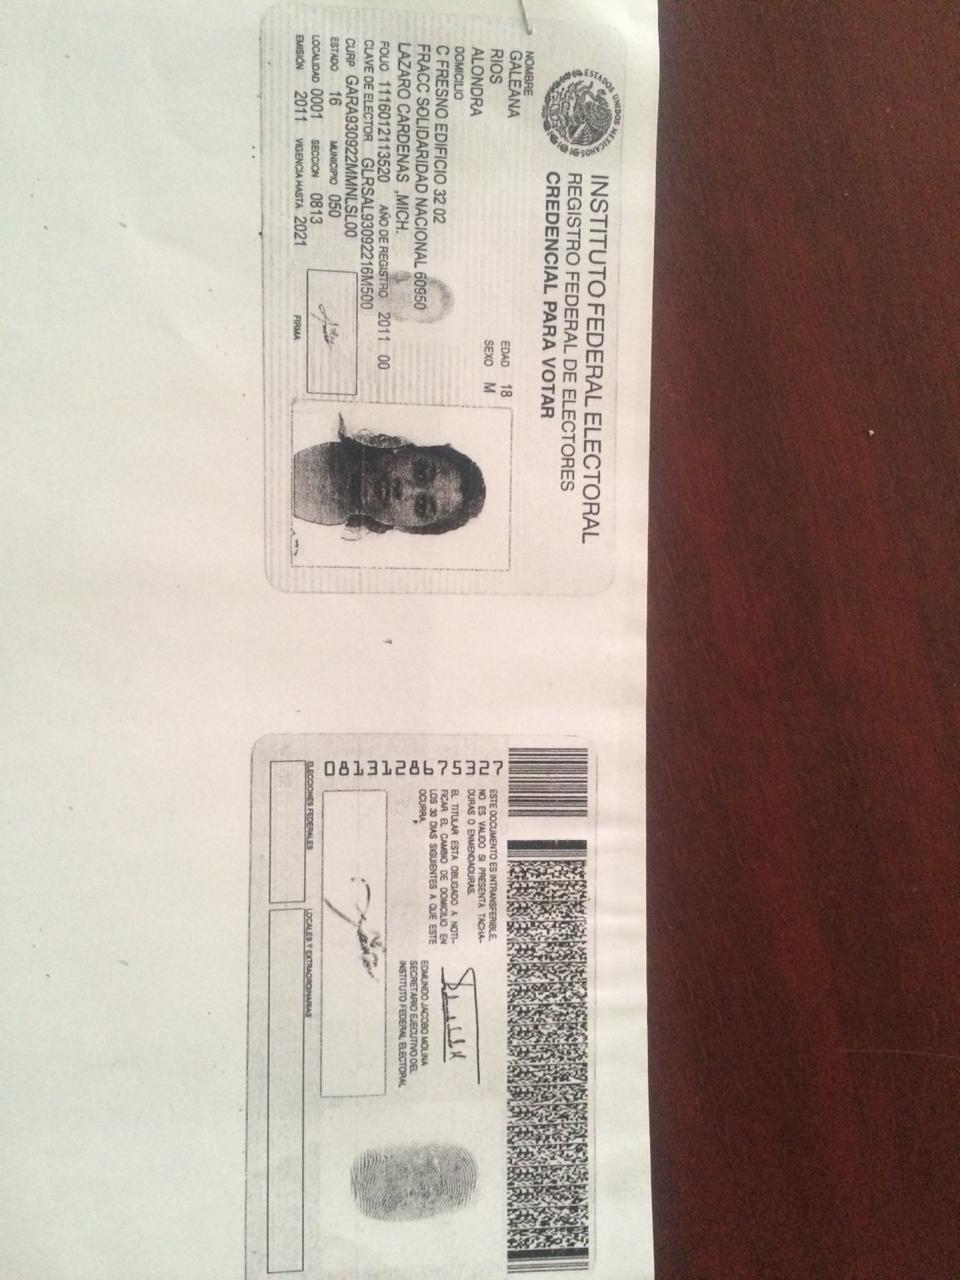 ESTADOS UNIDOS MEXICANOS
INSTITUTO FEDERAL ELECTORAL
REGISTRO FEDERAL DE ELECTORES
CREDENCIAL PARA VOTAR
NOMBRE
GALEANA
RIOS
ALONDRA
EDAD 18
SEXO M
DOMICILIO
C FRESNO EDIFICIO 32 02
FRACC SOLIDARIDAD NACIONAL 60950
LAZARO CARDENAS ,MICH.
FOLIO 1116012113520 AÑO DE REGISTRO 2011 00
CLAVE DE ELECTOR GLRSAL93092216M500
CURP GARA930922MMNLSL00
ESTADO 16 MUNICIPIO 050
LOCALIDAD 0001 SECCION 0813
EMISIÓN 2011 VIGENCIA HASTA 2021
FIRMA
0813128675327
ESTE DOCUMENTO ES INTRANSFERIBLE,
NO ES VALIDO SI PRESENTA TACHA-
DURAS O ENMENDADURAS.
EL TITULAR ESTA OBLIGADO A NOTI-
FICAR EL CAMBIO DE DOMICILIO EN
LOS 30 DIAS SIGUIENTES A QUE ESTE
OCURRA.
EDMUNDO JACOBO MOLINA
SECRETARIO EJECUTIVO DEL
INSTITUTO FEDERAL ELECTORAL
ELECCIONES FEDERALES
LOCALES Y EXTRAORDINARIAS
12